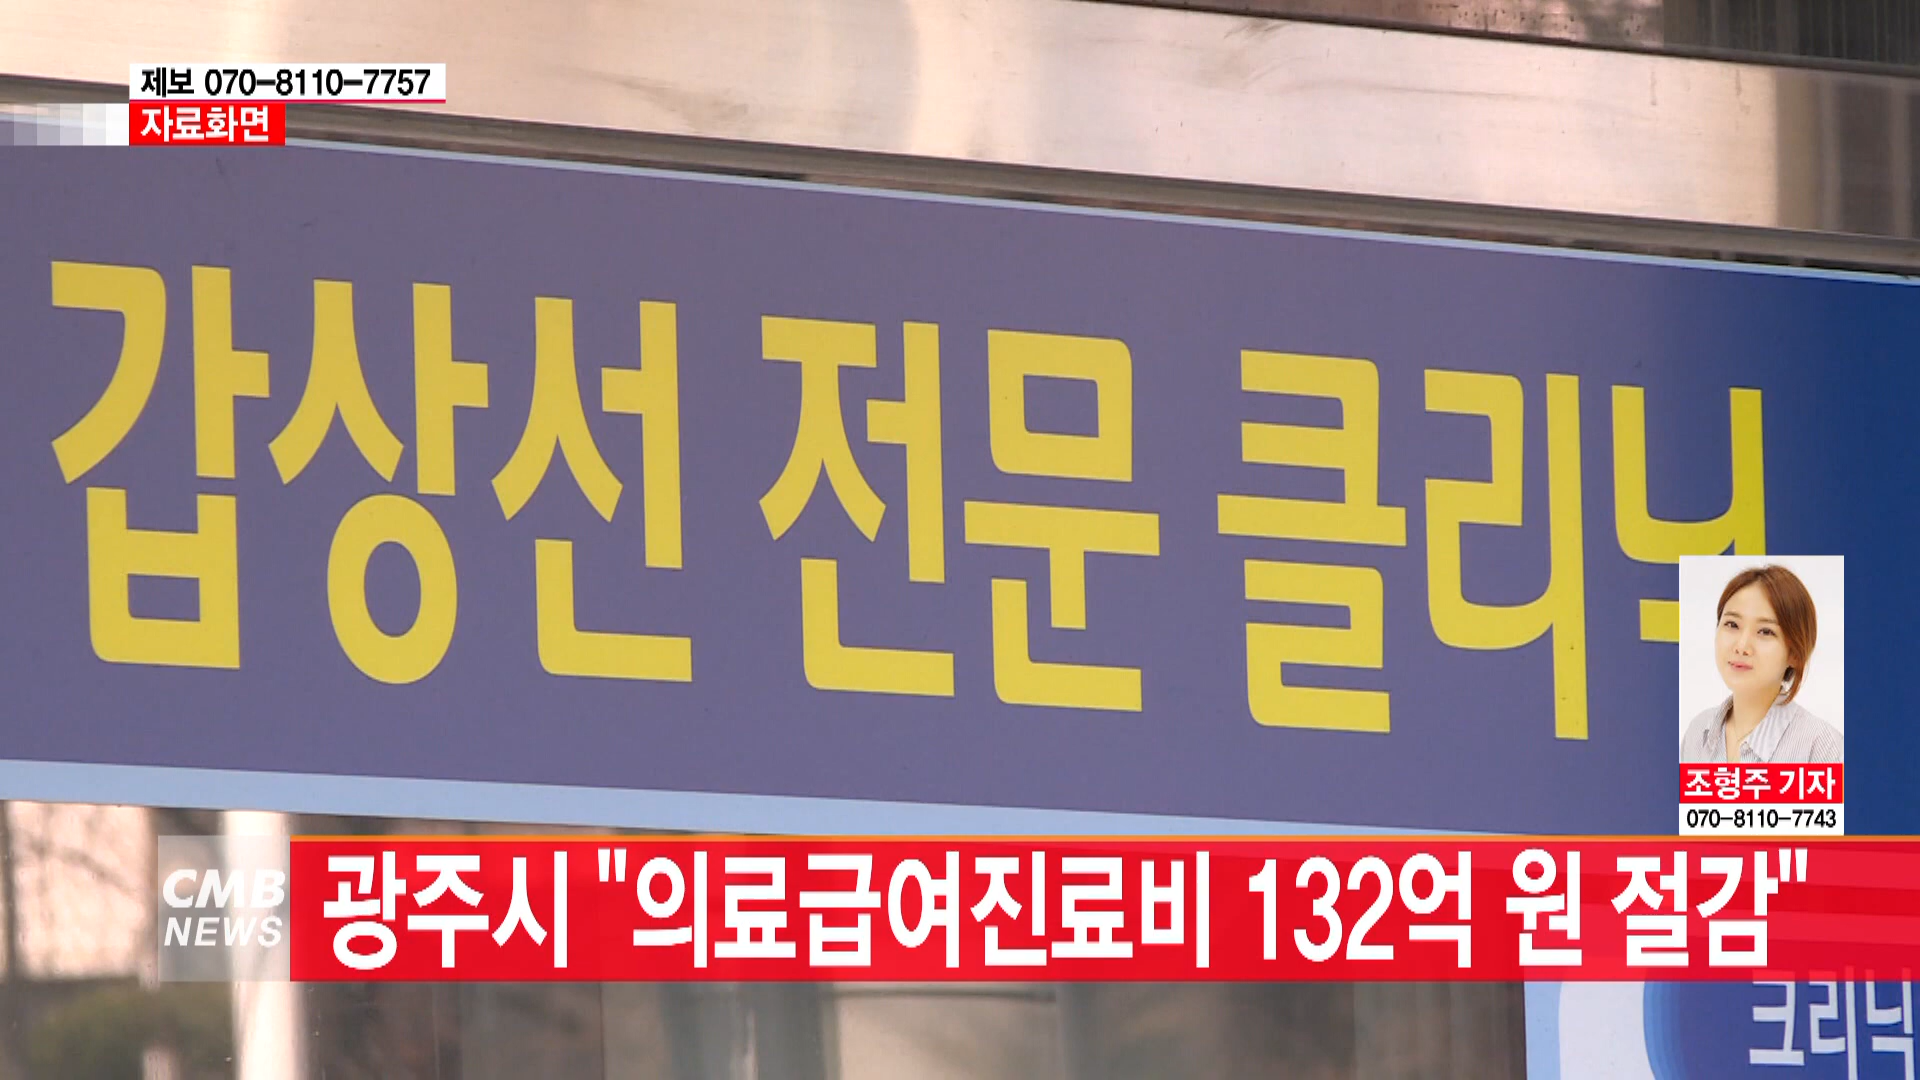 제보 070-8110-7757
자료화면
갑상선 전문 클리닉
조형주 기자
070-8110-7743
CMB
NEWS
광주시 "의료급여진료비 132억 원 절감"
크리닉